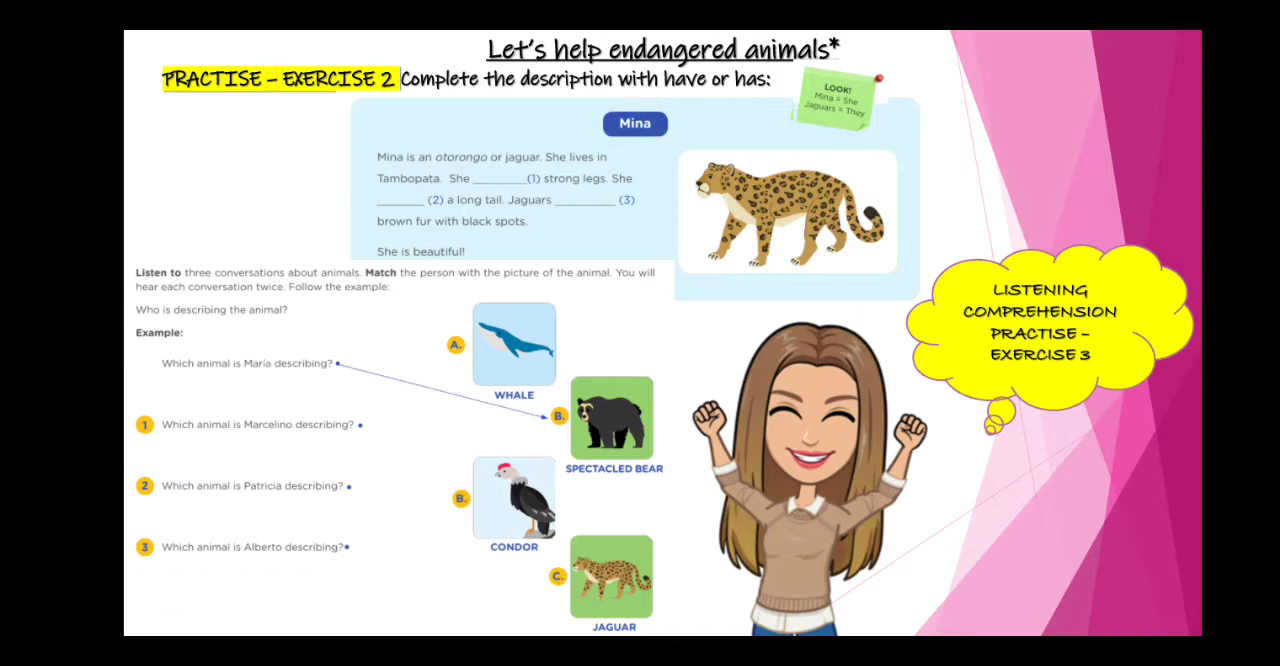 Let's help endangered animals*
PRACTISE – EXERCISE 2 Complete the description with have or has:
LOOK!
Mina = She
Jaguars = They
Mina
Mina is an otorongo or jaguar. She lives in
Tambopata. She ________(1) strong legs. She
_______ (2) a long tail. Jaguars _________ (3)
brown fur with black spots.
She is beautiful!
Listen to three conversations about animals. Match the person with the picture of the animal. You will
hear each conversation twice. Follow the example:
Who is describing the animal?
Example:
Which animal is María describing?
1 Which animal is Marcelino describing?
2 Which animal is Patricia describing?
3 Which animal is Alberto describing?
A.
WHALE
B.
SPECTACLED BEAR
B.
CONDOR
C.
JAGUAR
LISTENING
COMPREHENSION
PRACTISE –
EXERCISE 3